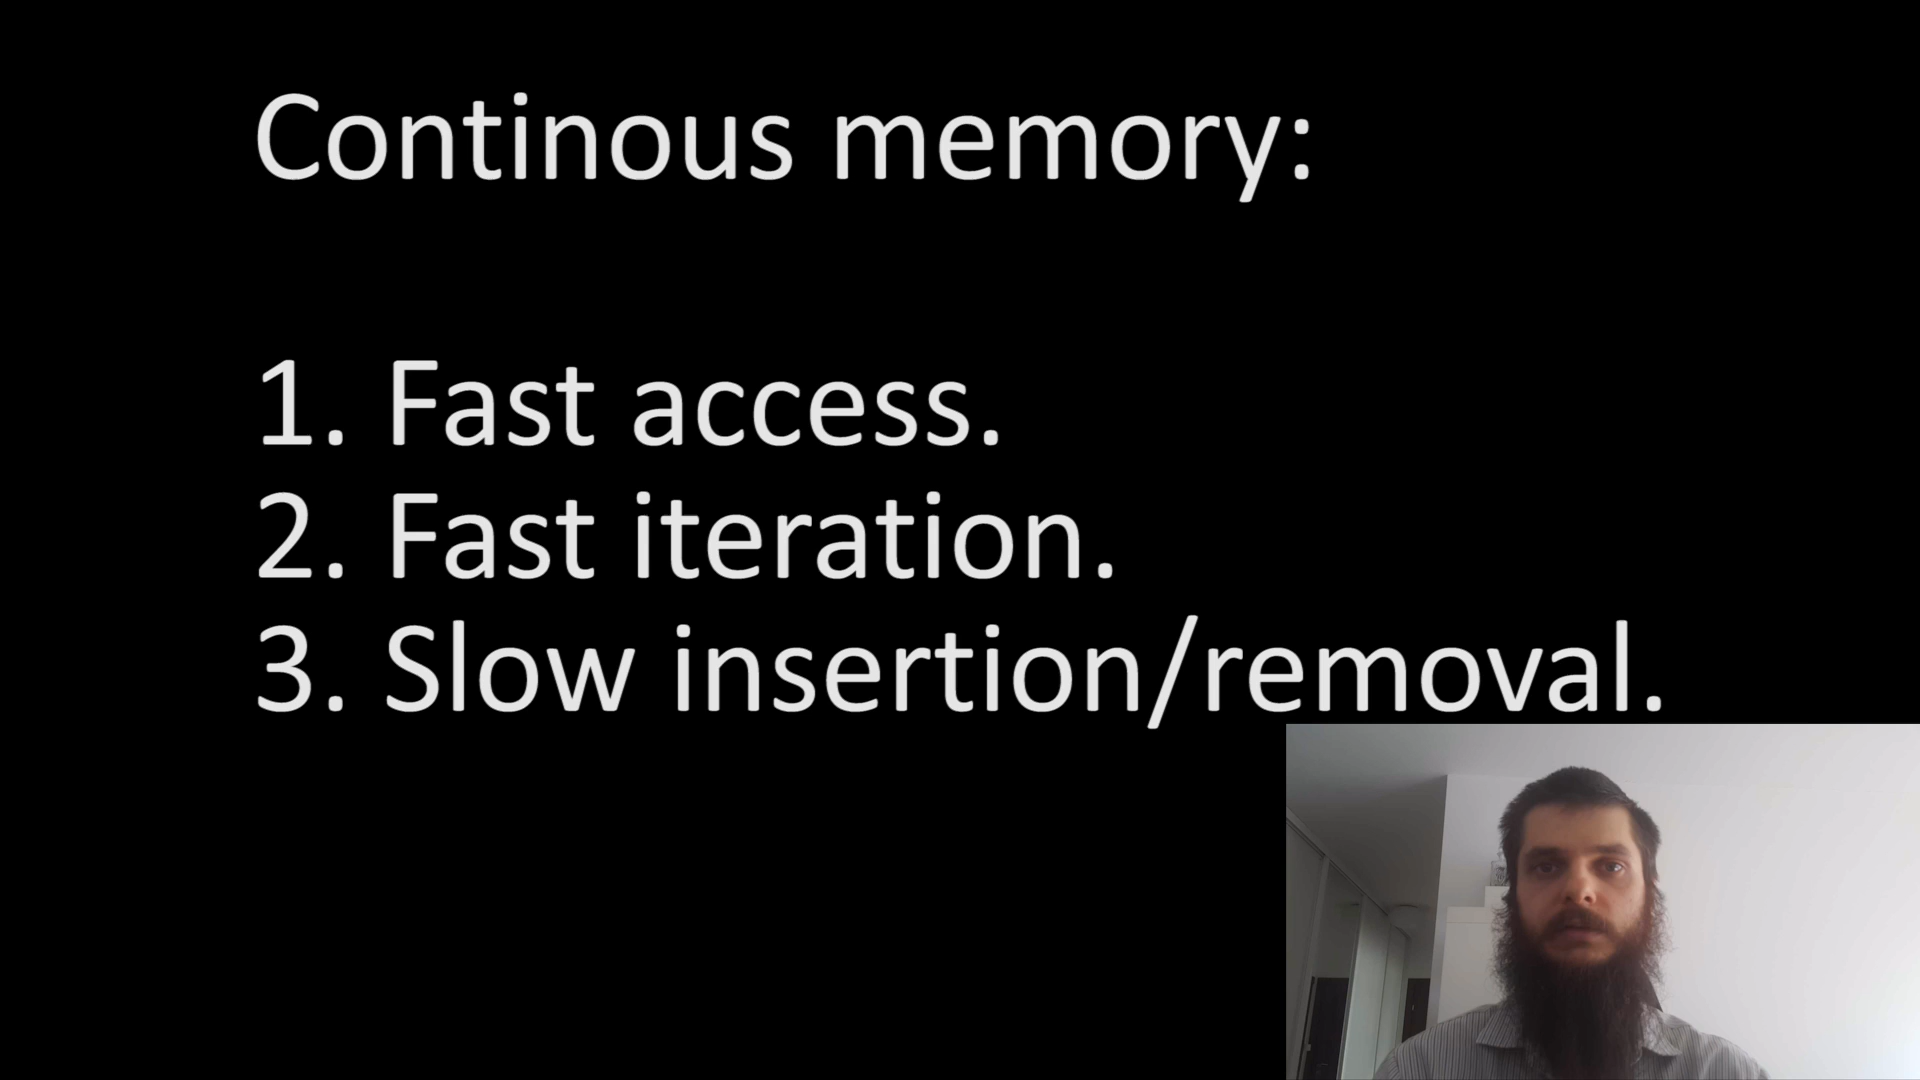 Continous memory:
1. Fast access.
2. Fast iteration.
3. Slow insertion/removal.